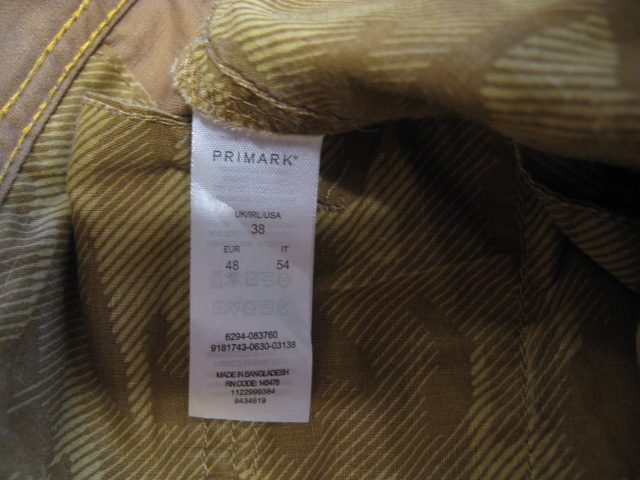 PRIMARK®
UK/IRL/USA
38
EUR IT
48 54
6294-083760
9181743-0630-03138
MADE IN BANGLADESH
RN CODE: 145478
1122999384
9434619